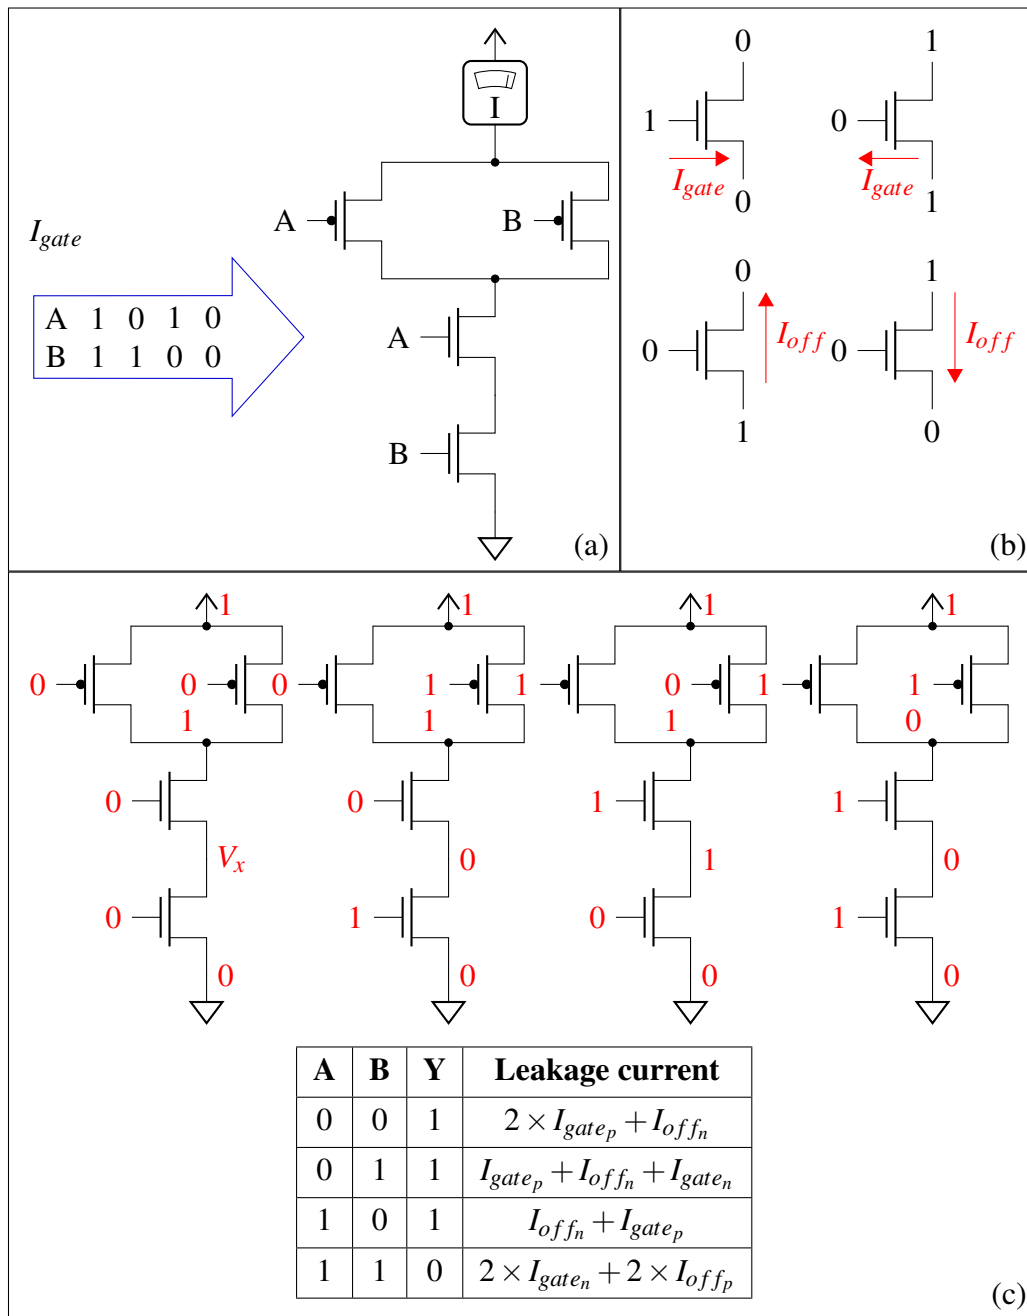 I
A
B
I_gate
A 1 0 1 0
B 1 1 0 0
A
B
(a)
0 1
1 0
I_gate I_gate
0 1
0 1
0 I_off 0 I_off
1 0
(b)
1 1 1 1
0 0 0 1 1 0 1 1
1 1 1 0
0 0 1 1
V_x 0 1 0
0 1 0 1
0 0 0 0
A B Y Leakage current
0 0 1 2 × I_gate_p + I_off_n
0 1 1 I_gate_p + I_off_n + I_gate_n
1 0 1 I_off_n + I_gate_p
1 1 0 2 × I_gate_n + 2 × I_off_p
(c)